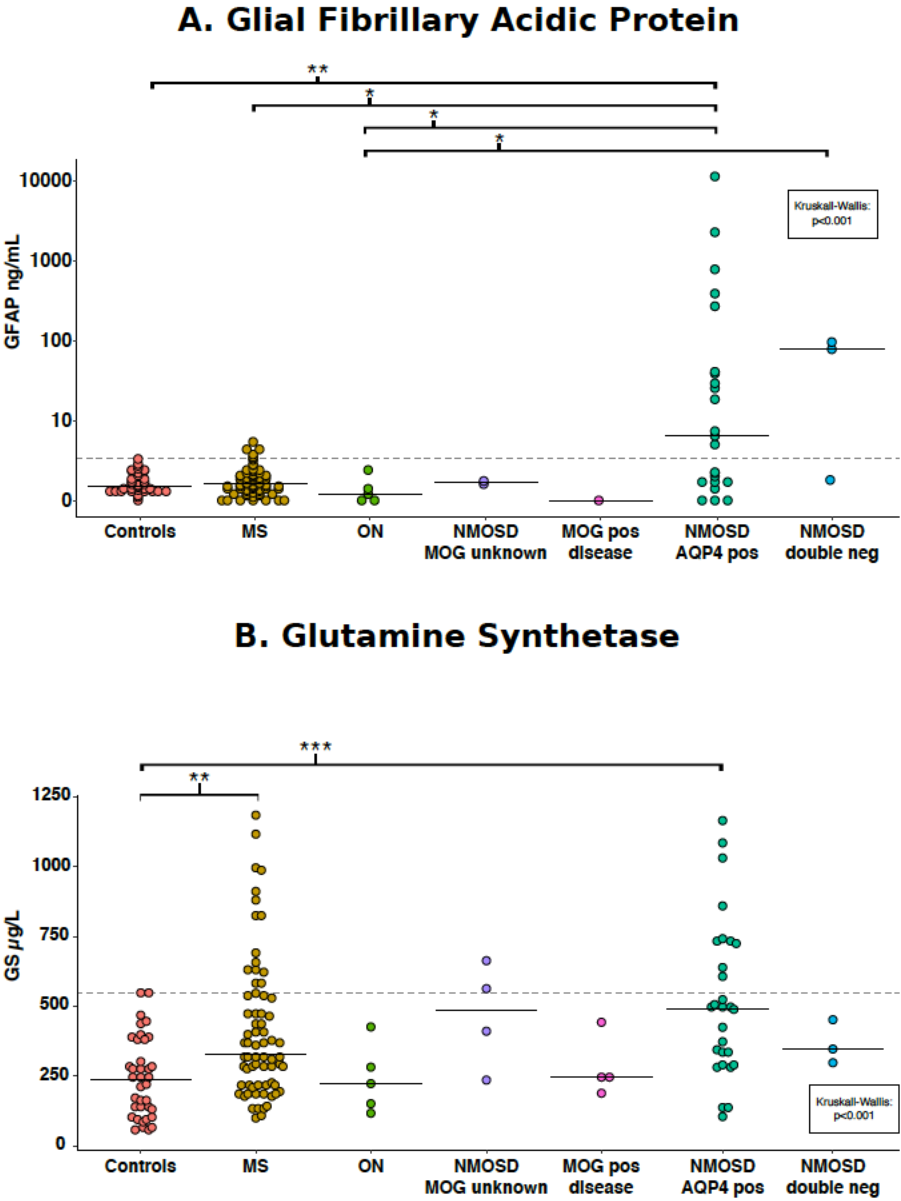 A. Glial Fibrillary Acidic Protein
**
*
*
*
GFAP ng/mL
10000
1000
100
10
0
Kruskall-Wallis:
p<0.001
Controls MS ON NMOSD MOG pos NMOSD NMOSD
MOG unknown disease AQP4 pos double neg
B. Glutamine Synthetase
***
**
GS µg/L
1250
1000
750
500
250
0
Kruskall-Wallis:
p<0.001
Controls MS ON NMOSD MOG pos NMOSD NMOSD
MOG unknown disease AQP4 pos double neg